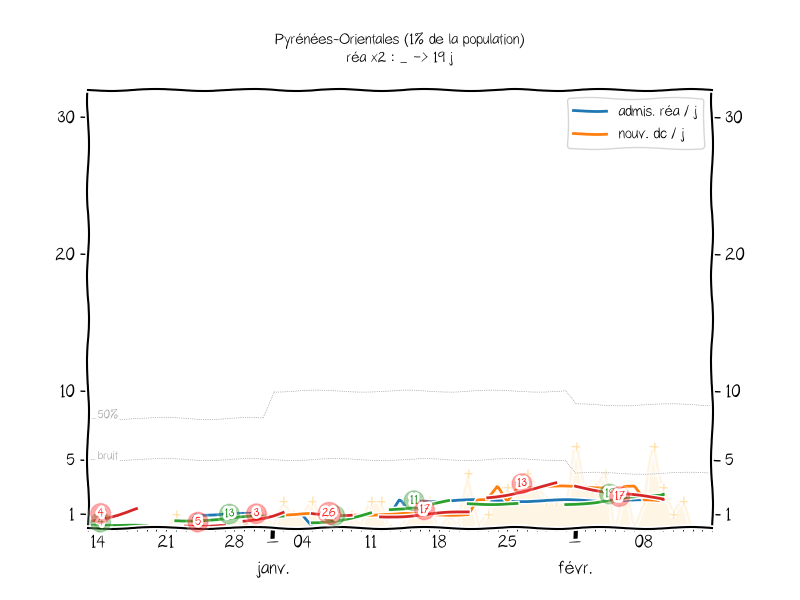 Pyrénées-Orientales (1% de la population)
réa x2 : _ -> 19 j
admis. réa / j
nouv. dc / j
30 30
20 20
10 10
50%
bruit
5 5
1 1
4 5 13 3 26 11 17 13 17
14 21 28 04 11 18 25 08
janv. févr.